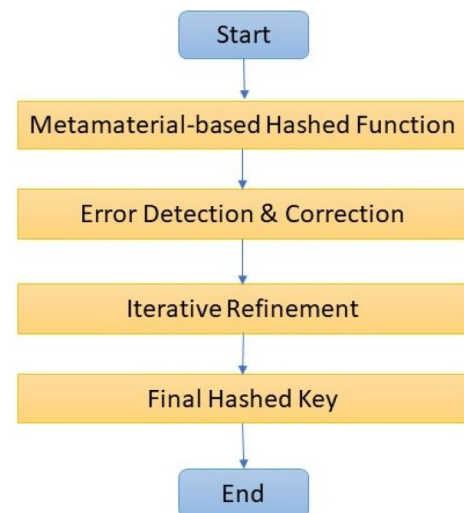 Start
Metamaterial-based Hashed Function
Error Detection & Correction
Iterative Refinement
Final Hashed Key
End